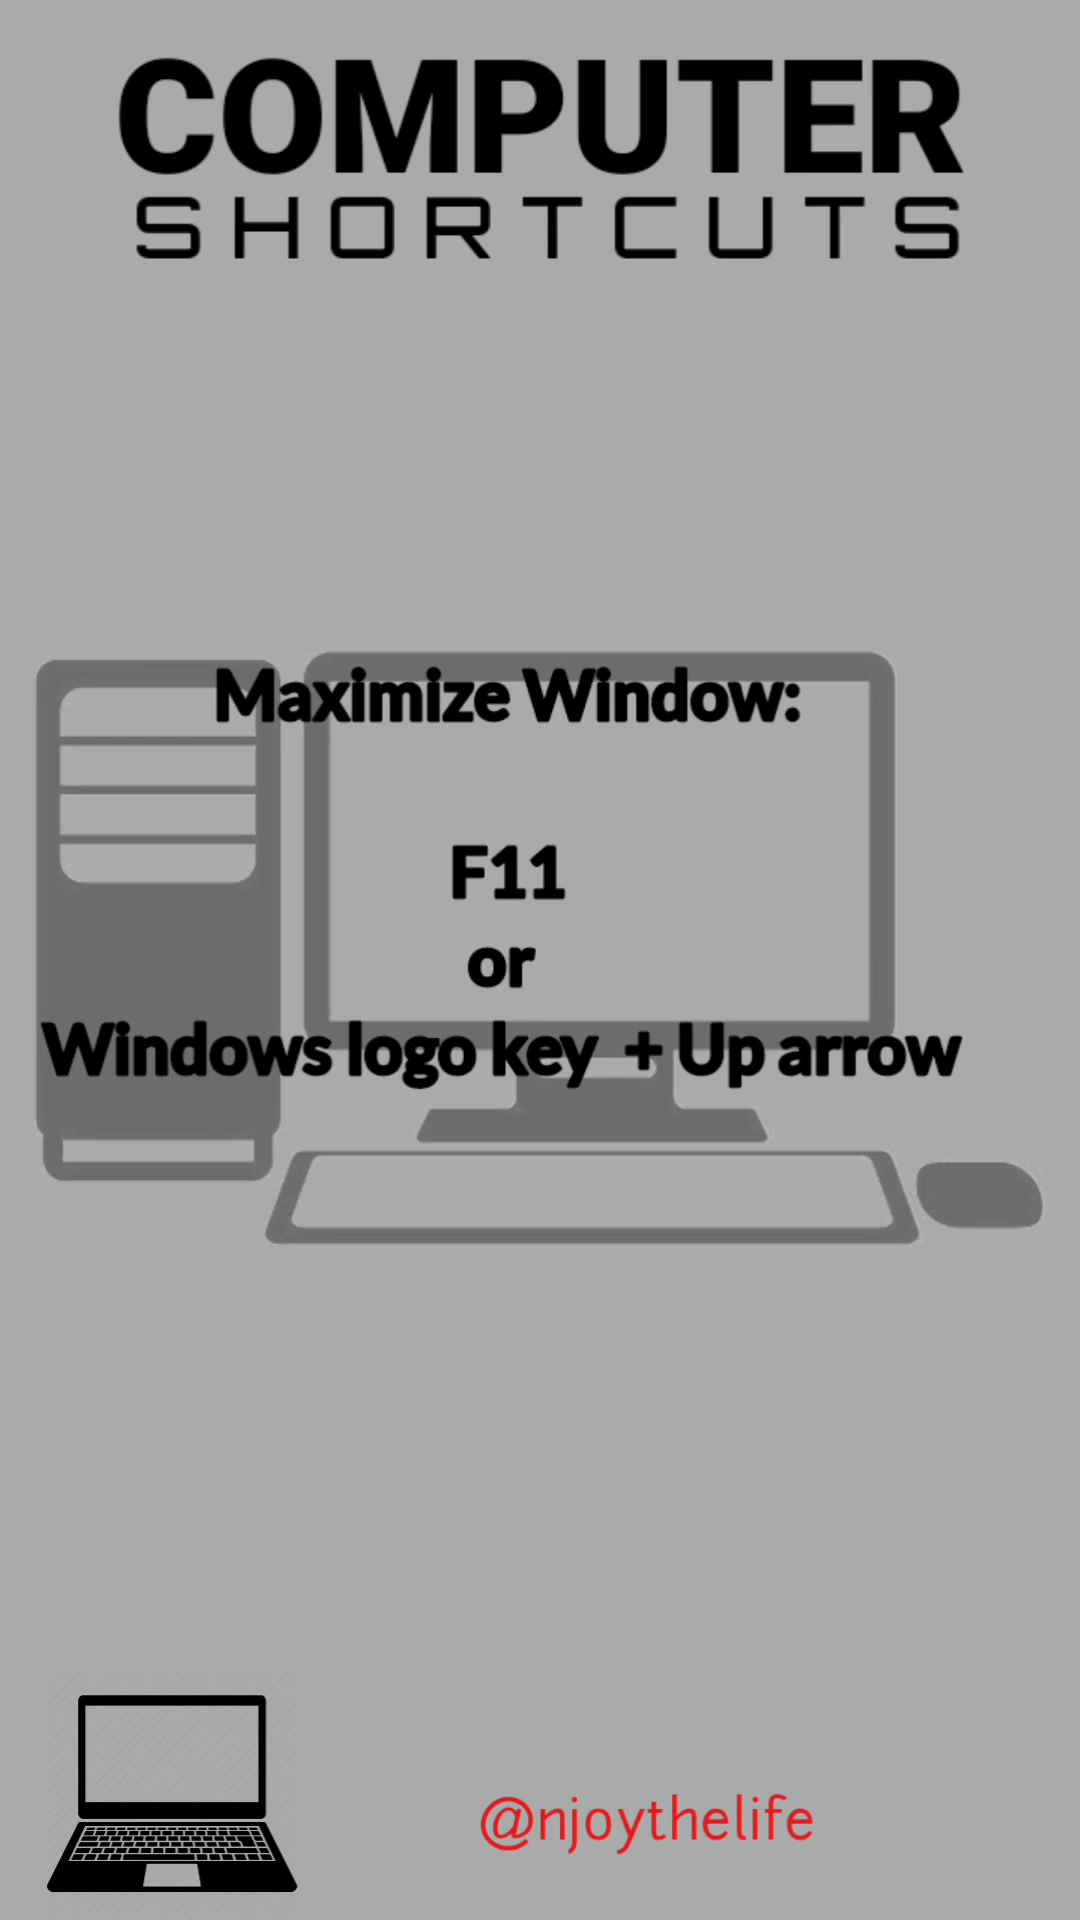 COMPUTER
SHORTCUTS
Maximize Window:
F11
or
Windows logo key + Up arrow
@njoythelife